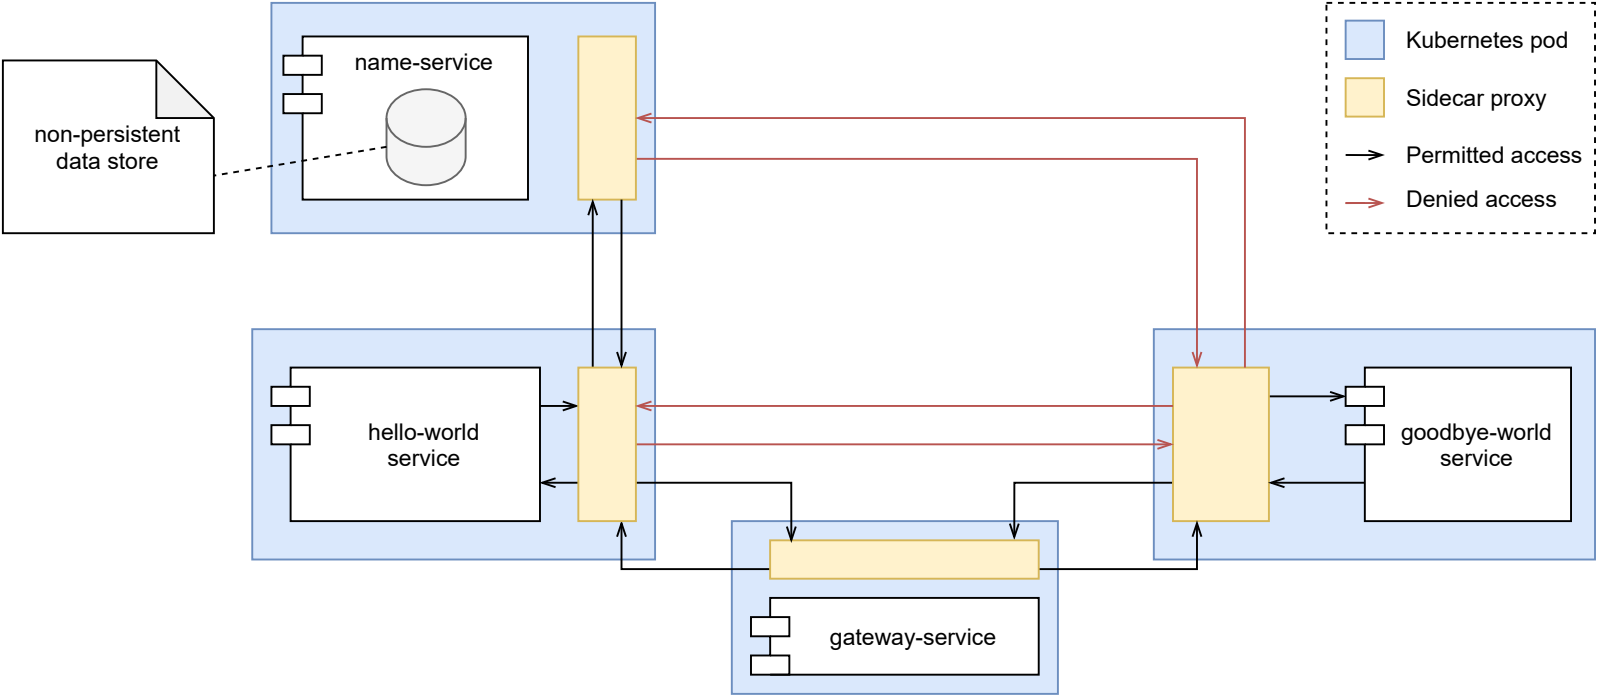 name-service
non-persistent
data store
Kubernetes pod
Sidecar proxy
Permitted access
Denied access
hello-world
service
goodbye-world
service
gateway-service